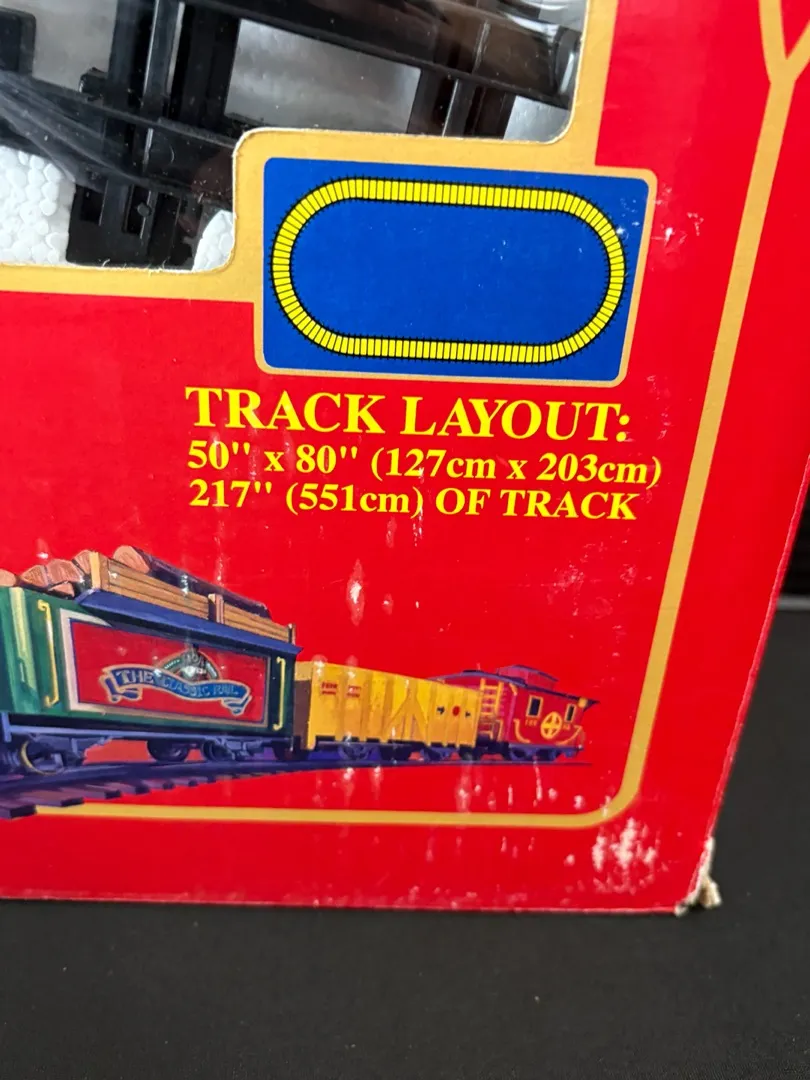 TRACK LAYOUT:
50" x 80" (127cm x 203cm)
217" (551cm) OF TRACK
THE CLASSIC RAIL